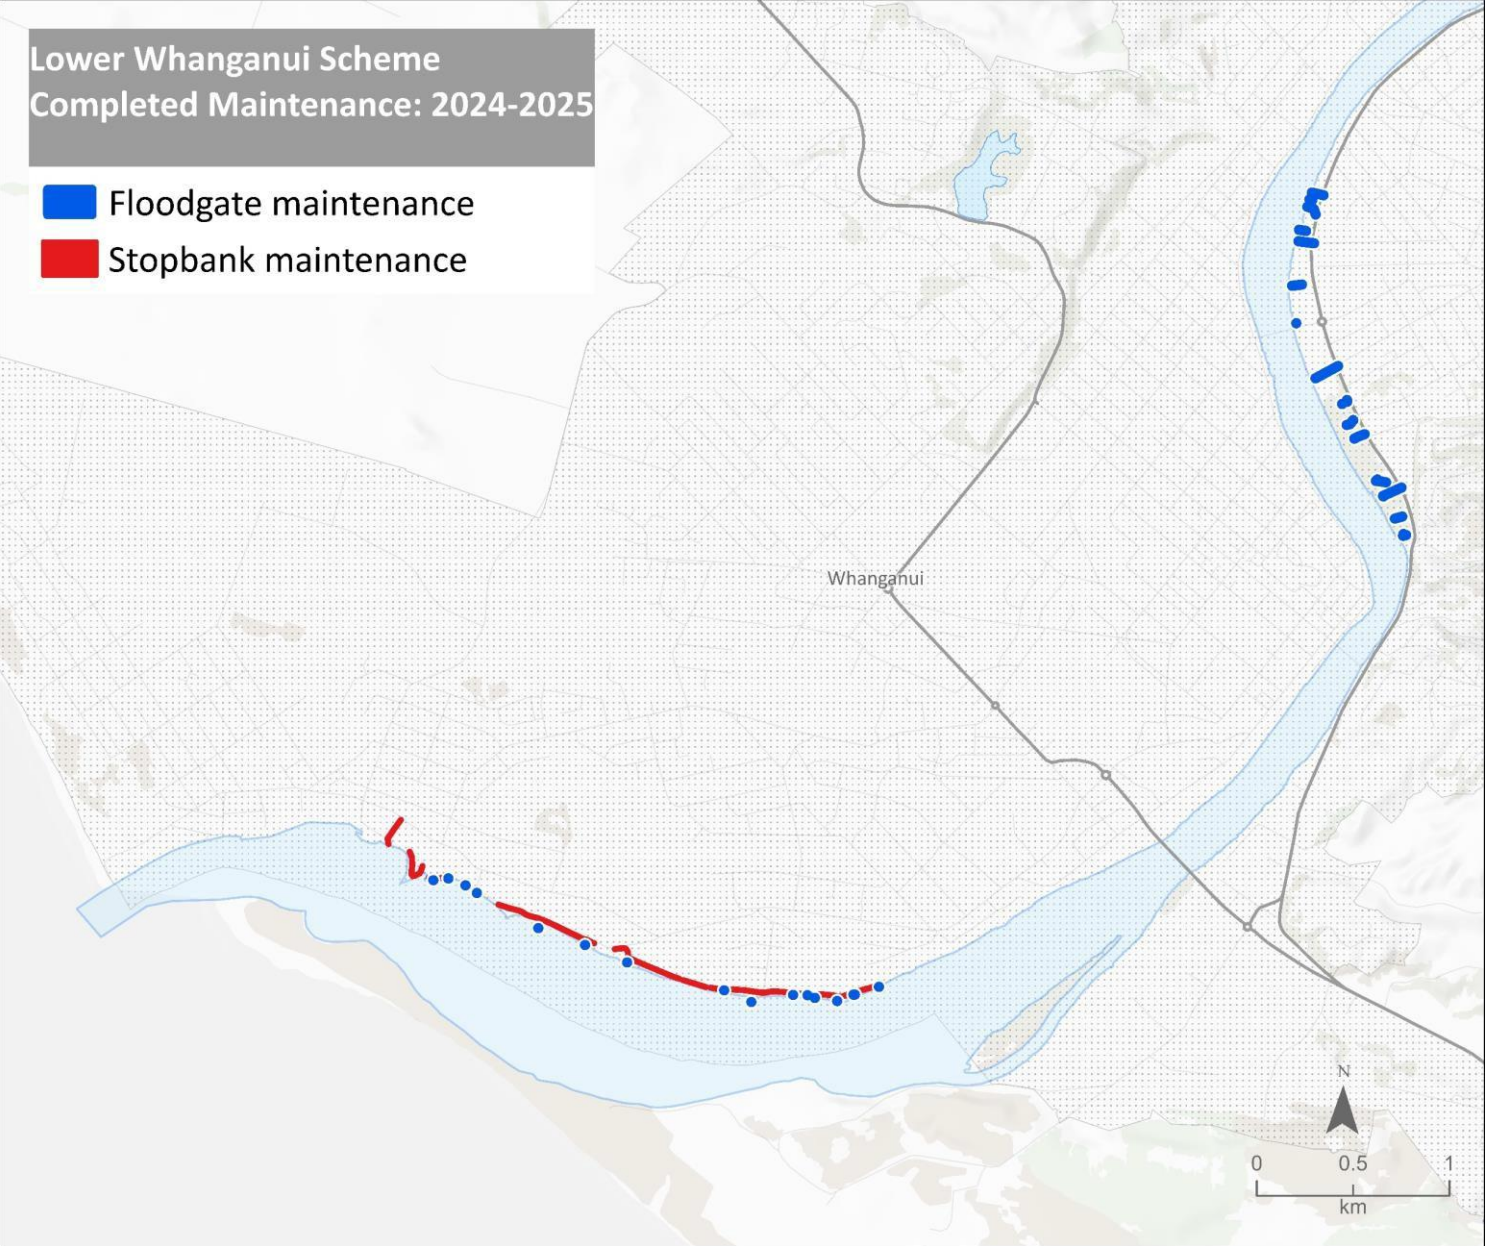 Lower Whanganui Scheme
Completed Maintenance: 2024-2025
Floodgate maintenance
Stopbank maintenance
Whanganui
N
0 0.5 1
km